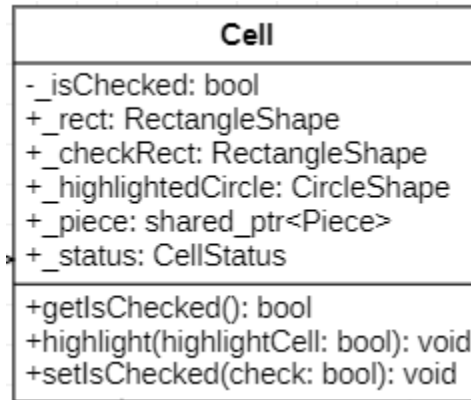 Cell
-_isChecked: bool
+_rect: RectangleShape
+_checkRect: RectangleShape
+_highlightedCircle: CircleShape
+_piece: shared_ptr<Piece>
+_status: CellStatus
+getIsChecked(): bool
+highlight(highlightCell: bool): void
+setIsChecked(check: bool): void